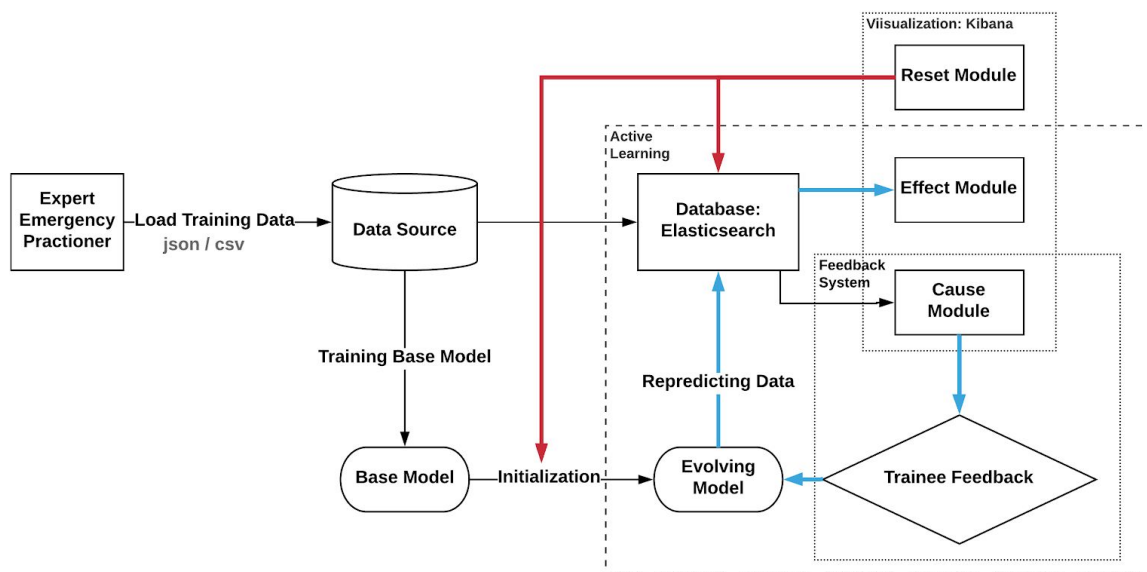 Viisualization: Kibana
Reset Module
Active
Learning
Expert
Emergency
Practioner
Load Training Data
json / csv
Data Source
Database:
Elasticsearch
Effect Module
Feedback
System
Cause
Module
Training Base Model
Repredicting Data
Base Model
Initialization
Evolving
Model
Trainee Feedback